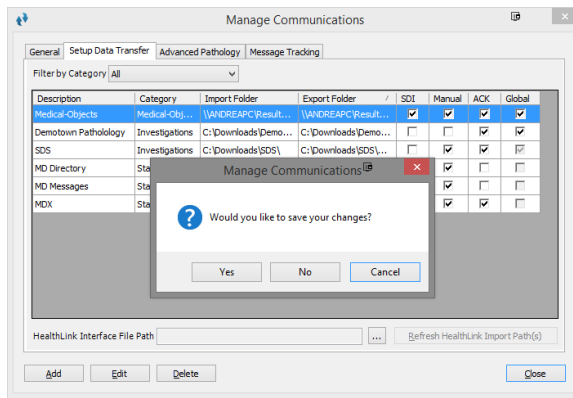 Manage Communications
General Setup Data Transfer Advanced Pathology Message Tracking
Filter by Category All
Description Category Import Folder Export Folder / SDI Manual ACK Global
Medical-Objects Medical-Obj... \\ANDREAPC\Result... \\ANDREAPC\Result...
Demotown Patholology Investigations C:\Downloads\Demo... C:\Downloads\Demo...
SDS Investigations C:\Downloads\SDS\ C:\Downloads\SDS\...
MD Directory Sta
MD Messages Sta
MDX Sta
Manage Communications
Would you like to save your changes?
Yes No Cancel
HealthLink Interface File Path ... Refresh HealthLink Import Path(s)
Add Edit Delete Close